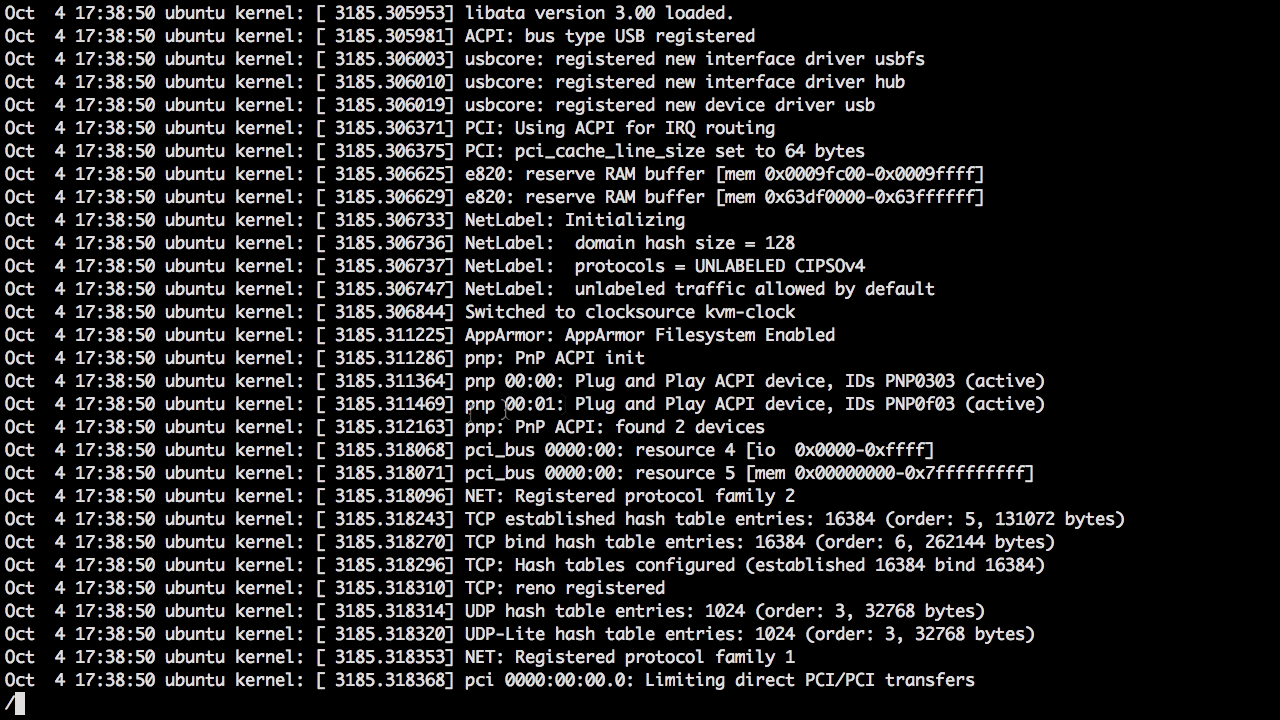 Oct  4 17:38:50 ubuntu kernel: [ 3185.305953] libata version 3.00 loaded.
Oct  4 17:38:50 ubuntu kernel: [ 3185.305981] ACPI: bus type USB registered
Oct  4 17:38:50 ubuntu kernel: [ 3185.306003] usbcore: registered new interface driver usbfs
Oct  4 17:38:50 ubuntu kernel: [ 3185.306010] usbcore: registered new interface driver hub
Oct  4 17:38:50 ubuntu kernel: [ 3185.306019] usbcore: registered new device driver usb
Oct  4 17:38:50 ubuntu kernel: [ 3185.306371] PCI: Using ACPI for IRQ routing
Oct  4 17:38:50 ubuntu kernel: [ 3185.306375] PCI: pci_cache_line_size set to 64 bytes
Oct  4 17:38:50 ubuntu kernel: [ 3185.306625] e820: reserve RAM buffer [mem 0x0009fc00-0x0009ffff]
Oct  4 17:38:50 ubuntu kernel: [ 3185.306629] e820: reserve RAM buffer [mem 0x63df0000-0x63ffffff]
Oct  4 17:38:50 ubuntu kernel: [ 3185.306733] NetLabel: Initializing
Oct  4 17:38:50 ubuntu kernel: [ 3185.306736] NetLabel:  domain hash size = 128
Oct  4 17:38:50 ubuntu kernel: [ 3185.306737] NetLabel:  protocols = UNLABELED CIPSOv4
Oct  4 17:38:50 ubuntu kernel: [ 3185.306747] NetLabel:  unlabeled traffic allowed by default
Oct  4 17:38:50 ubuntu kernel: [ 3185.306844] Switched to clocksource kvm-clock
Oct  4 17:38:50 ubuntu kernel: [ 3185.311225] AppArmor: AppArmor Filesystem Enabled
Oct  4 17:38:50 ubuntu kernel: [ 3185.311286] pnp: PnP ACPI init
Oct  4 17:38:50 ubuntu kernel: [ 3185.311364] pnp 00:00: Plug and Play ACPI device, IDs PNP0303 (active)
Oct  4 17:38:50 ubuntu kernel: [ 3185.311469] pnp 00:01: Plug and Play ACPI device, IDs PNP0f03 (active)
Oct  4 17:38:50 ubuntu kernel: [ 3185.312163] pnp: PnP ACPI: found 2 devices
Oct  4 17:38:50 ubuntu kernel: [ 3185.318068] pci_bus 0000:00: resource 4 [io  0x0000-0xffff]
Oct  4 17:38:50 ubuntu kernel: [ 3185.318071] pci_bus 0000:00: resource 5 [mem 0x00000000-0x7fffffffff]
Oct  4 17:38:50 ubuntu kernel: [ 3185.318096] NET: Registered protocol family 2
Oct  4 17:38:50 ubuntu kernel: [ 3185.318243] TCP established hash table entries: 16384 (order: 5, 131072 bytes)
Oct  4 17:38:50 ubuntu kernel: [ 3185.318270] TCP bind hash table entries: 16384 (order: 6, 262144 bytes)
Oct  4 17:38:50 ubuntu kernel: [ 3185.318296] TCP: Hash tables configured (established 16384 bind 16384)
Oct  4 17:38:50 ubuntu kernel: [ 3185.318310] TCP: reno registered
Oct  4 17:38:50 ubuntu kernel: [ 3185.318314] UDP hash table entries: 1024 (order: 3, 32768 bytes)
Oct  4 17:38:50 ubuntu kernel: [ 3185.318320] UDP-Lite hash table entries: 1024 (order: 3, 32768 bytes)
Oct  4 17:38:50 ubuntu kernel: [ 3185.318353] NET: Registered protocol family 1
Oct  4 17:38:50 ubuntu kernel: [ 3185.318368] pci 0000:00:00.0: Limiting direct PCI/PCI transfers
/